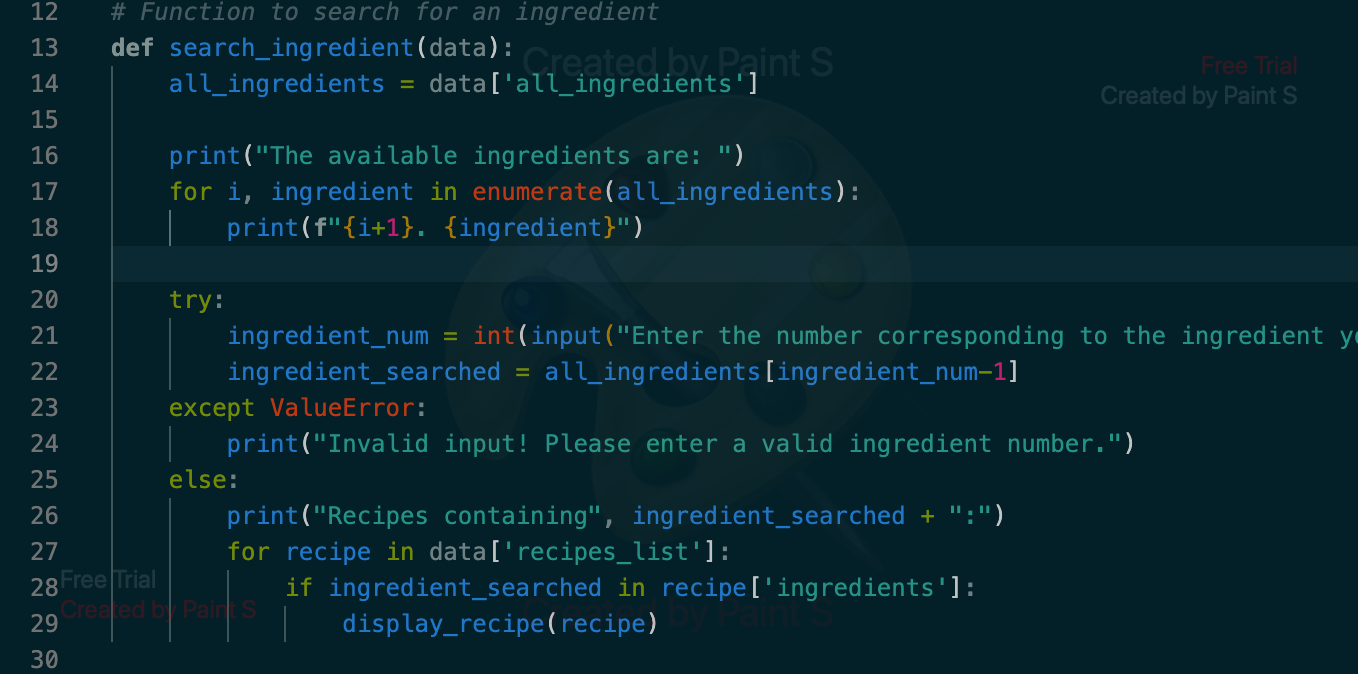 12 # Function to search for an ingredient
13 def search_ingredient(data):
Created by Paint S
Free Trial
14 all_ingredients = data['all_ingredients']
Created by Paint S
15
16 print("The available ingredients are: ")
17 for i, ingredient in enumerate(all_ingredients):
18 print(f"{i+1}. {ingredient}")
19
20 try:
21 ingredient_num = int(input("Enter the number corresponding to the ingredient yo
22 ingredient_searched = all_ingredients[ingredient_num-1]
23 except ValueError:
24 print("Invalid input! Please enter a valid ingredient number.")
25 else:
26 print("Recipes containing", ingredient_searched + ":")
27 for recipe in data['recipes_list']:
Free Trial
28 if ingredient_searched in recipe['ingredients']:
Created by Paint S
Created by Paint S
29 display_recipe(recipe)
30